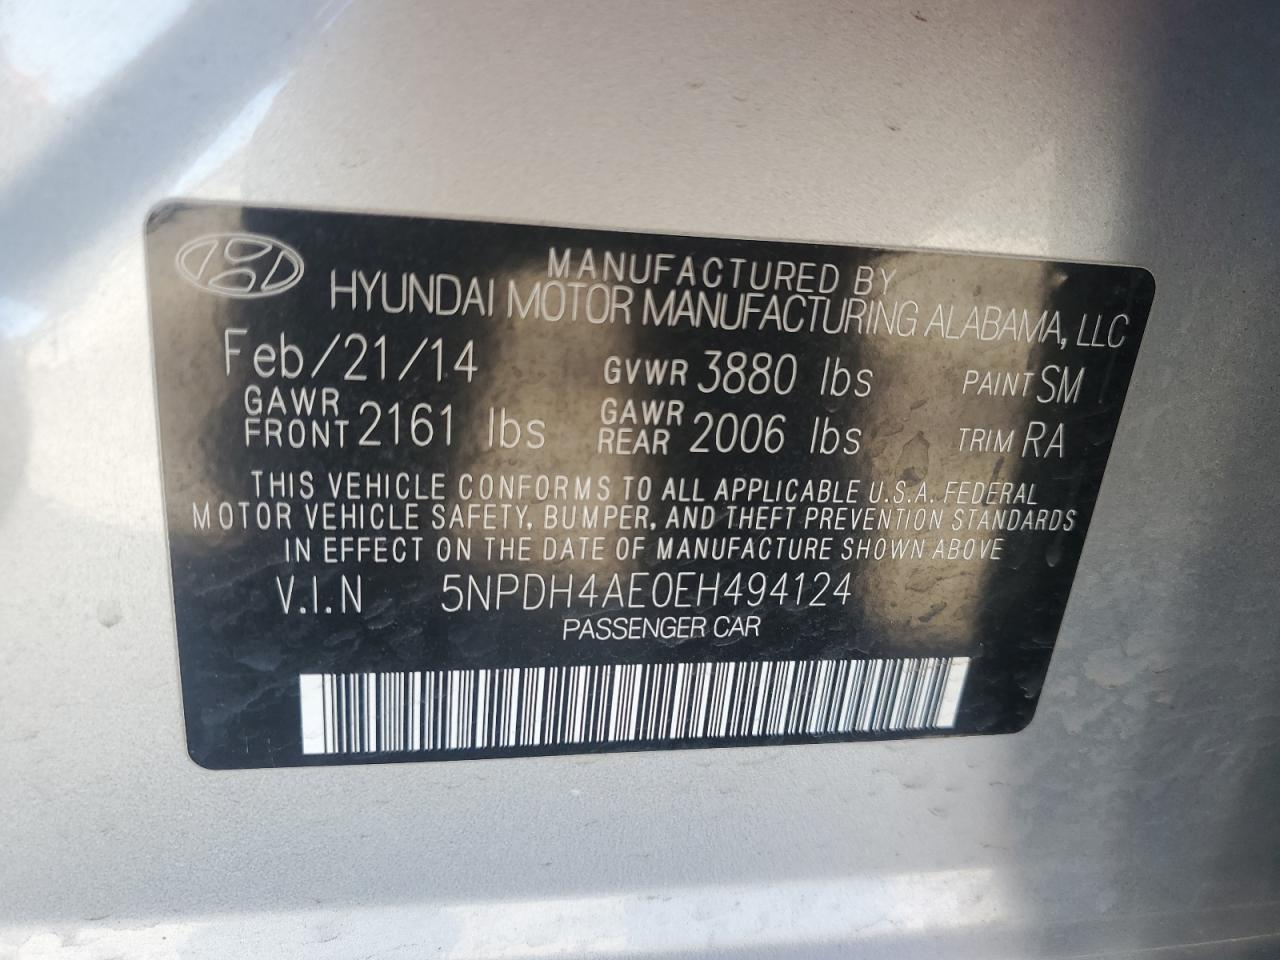 MANUFACTURED BY
HYUNDAI MOTOR MANUFACTURING ALABAMA, LLC
Feb/21/14 GVWR 3880 lbs PAINT SM
GAWR FRONT 2161 lbs GAWR REAR 2006 lbs TRIM RA
THIS VEHICLE CONFORMS TO ALL APPLICABLE U.S.A. FEDERAL
MOTOR VEHICLE SAFETY, BUMPER, AND THEFT PREVENTION STANDARDS
IN EFFECT ON THE DATE OF MANUFACTURE SHOWN ABOVE
V.I.N 5NPDH4AE0EH494124
PASSENGER CAR